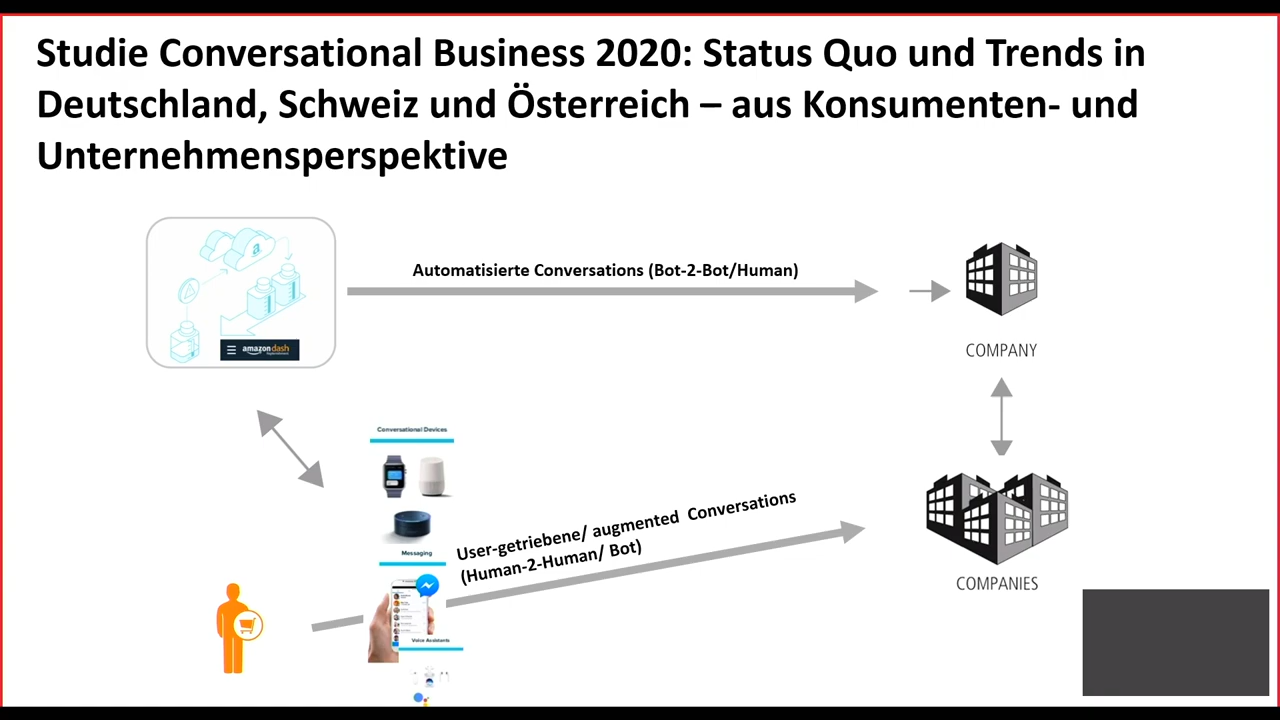 Studie Conversational Business 2020: Status Quo und Trends in
Deutschland, Schweiz und Österreich – aus Konsumenten- und
Unternehmensperspektive
Automatisierte Conversations (Bot-2-Bot/Human)
a
amazon dash
COMPANY
Conversational Devices
User-getriebene/ augmented Conversations
(Human-2-Human/ Bot)
Messaging
COMPANIES
Voice Assistants